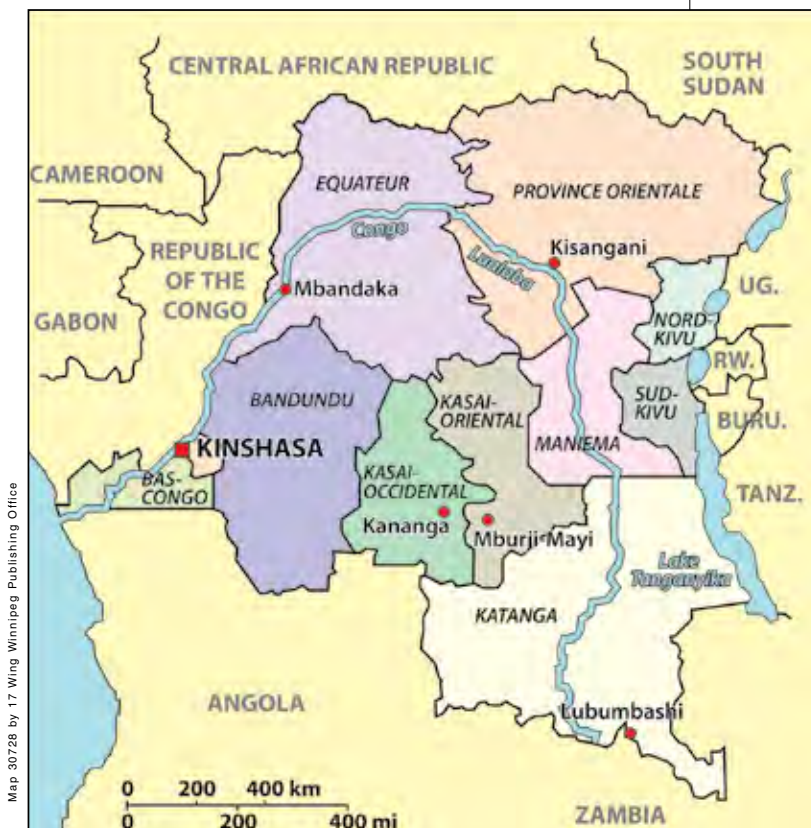 CENTRAL AFRICAN REPUBLIC
SOUTH
SUDAN
CAMEROON
EQUATEUR
PROVINCE ORIENTALE
Congo
REPUBLIC
OF THE
CONGO
Kisangani
Lualaba
Mbandaka
UG.
GABON
NORD-
KIVU
RW.
BANDUNDU
KASAI-
ORIENTAL
SUD-
KIVU
BURU.
KINSHASA
MANIEMA
BAS-
CONGO
KASAI-
OCCIDENTAL
TANZ.
Kananga
Mburji-Mayi
Lake
Tanganyika
KATANGA
ANGOLA
Lubumbashi
0 200 400 km
0 200 400 mi
ZAMBIA
Map 30728 by 17 Wing Winnipeg Publishing Office